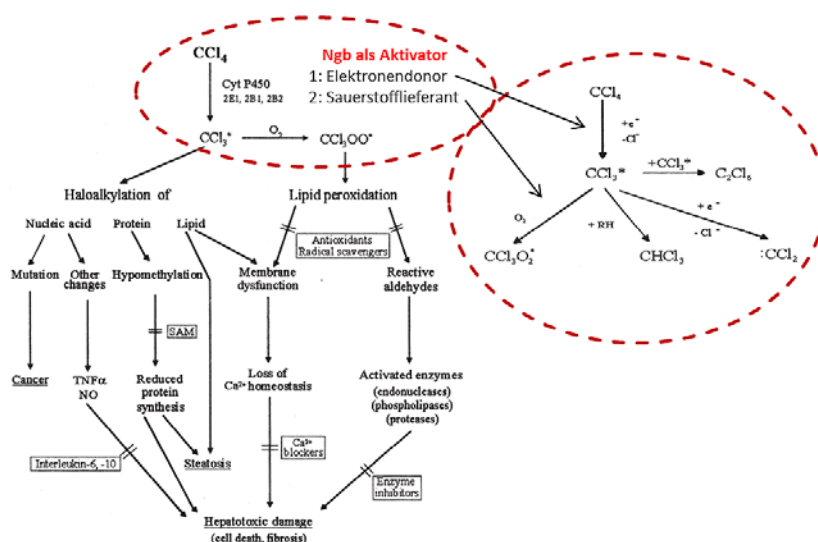 CCl4
Cyt P450
2E1, 2B1, 2B2
CCl3* O2 CCl3OO*
Ngb als Aktivator
1: Elektronendonor
2: Sauerstofflieferant
CCl4
+e-
-Cl-
CCl3* +CCl3* C2Cl6
O2 + RH + e-
- Cl-
CCl3O2* CHCl3 :CCl2
Haloalkylation of Lipid peroxidation
Nucleic acid Protein Lipid
Antioxidants
Radical scavengers
Mutation Other Hypomethylation Membrane Reactive
changes dysfunction aldehydes
SAM
Cancer TNFα Reduced Loss of Activated enzymes
NO protein Ca2+ homeostasis (endonucleases)
synthesis (phospholipases)
(proteases)
Interleukin-6, -10 Steatosis Ca2+
blockers
Enzyme
inhibitors
Hepatotoxic damage
(cell death, fibrosis)